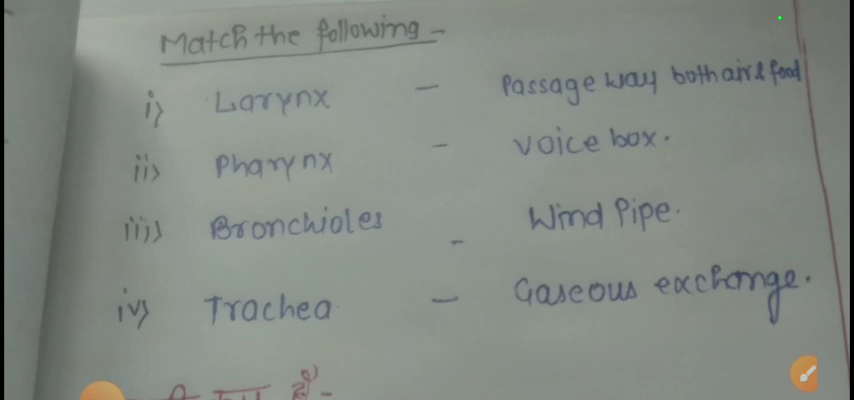 Match the following -
i) Larynx - Passage way both air & food
ii) Pharynx - voice box.
iii) Bronchioles - Wind Pipe.
iv) Trachea - Gaseous exchange.